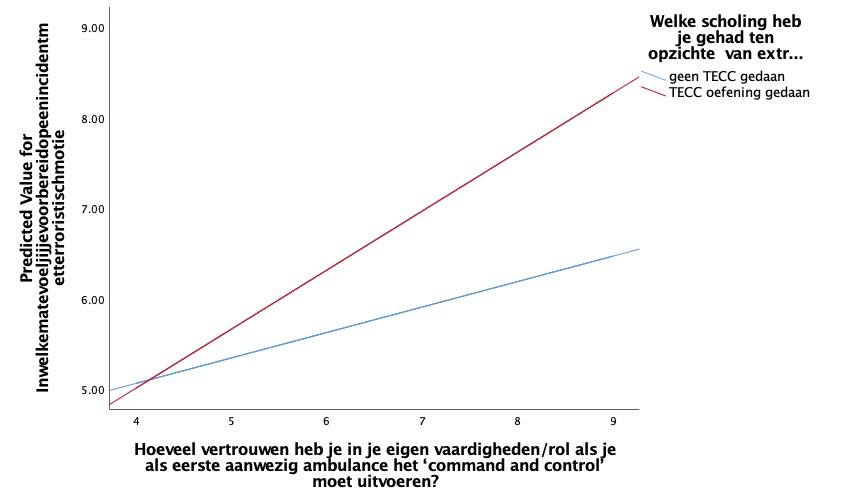 9.00
8.00
7.00
6.00
5.00
Predicted Value for
Inwelkematevoeljijjevoorbereidopeenincidentm
etterroristischmotie
4 5 6 7 8 9
Hoeveel vertrouwen heb je in je eigen vaardigheden/rol als je
als eerste aanwezig ambulance het ‘command and control’
moet uitvoeren?
Welke scholing heb
je gehad ten
opzichte van extr...
geen TECC gedaan
TECC oefening gedaan